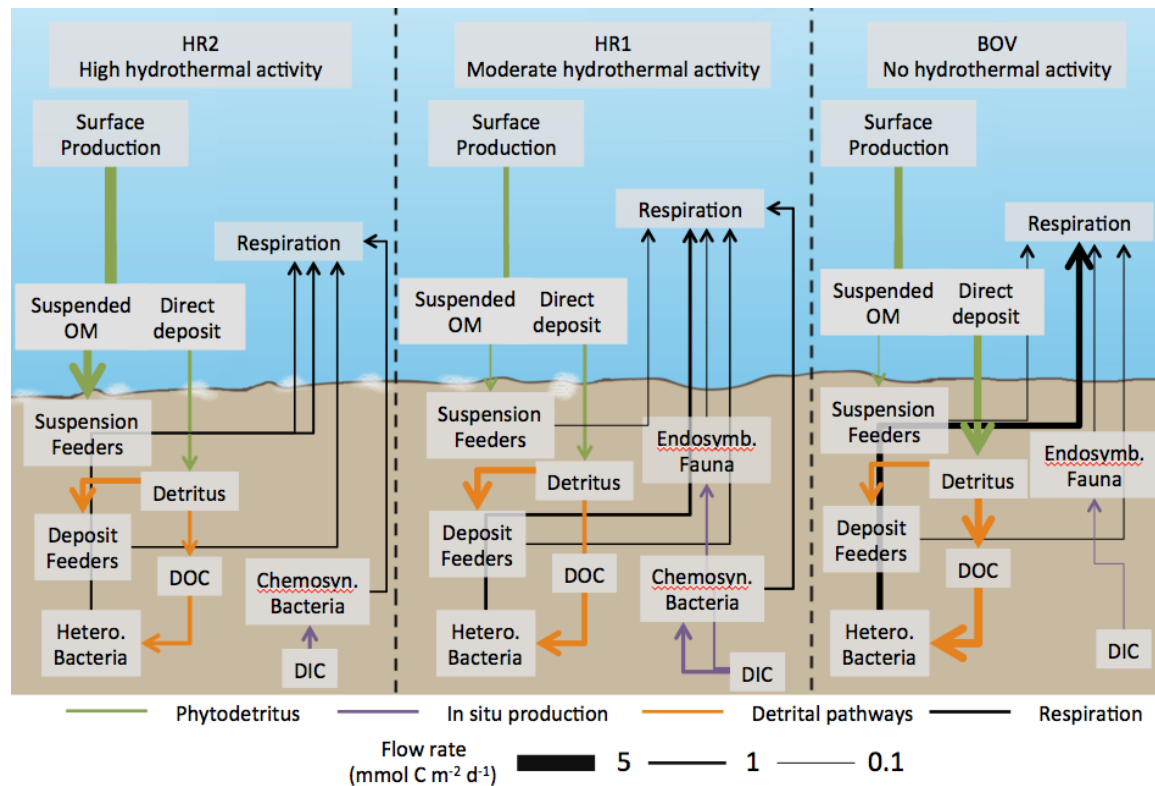 HR2
High hydrothermal activity
Surface
Production
Respiration
Suspended
OM
Direct
deposit
Suspension
Feeders
Detritus
Deposit
Feeders
DOC
Chemosyn.
Bacteria
Hetero.
Bacteria
DIC
HR1
Moderate hydrothermal activity
Surface
Production
Respiration
Suspended
OM
Direct
deposit
Suspension
Feeders
Endosymb.
Fauna
Detritus
Deposit
Feeders
DOC
Chemosyn.
Bacteria
Hetero.
Bacteria
DIC
BOV
No hydrothermal activity
Surface
Production
Respiration
Suspended
OM
Direct
deposit
Suspension
Feeders
Endosymb.
Fauna
Detritus
Deposit
Feeders
DOC
Hetero.
Bacteria
DIC
Phytodetritus
In situ production
Detrital pathways
Respiration
Flow rate
(mmol C m⁻² d⁻¹)
5
1
0.1